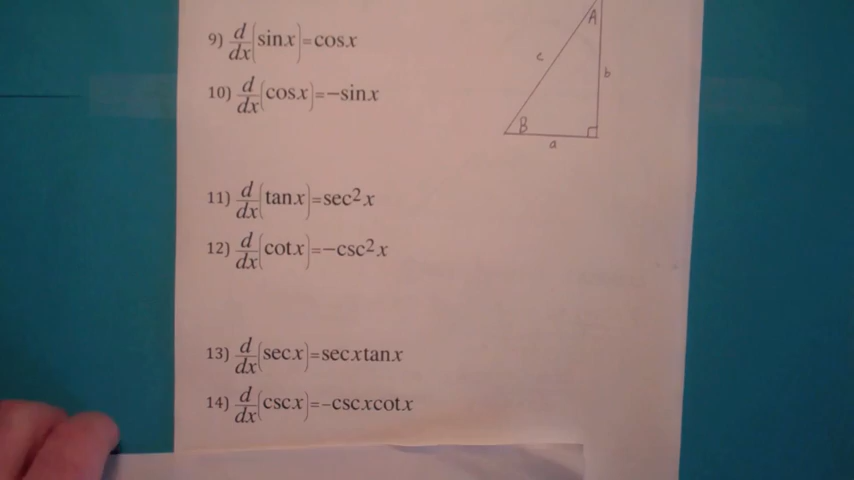 9) d/dx(sinx)=cosx
10) d/dx(cosx)=-sinx
11) d/dx(tanx)=sec²x
12) d/dx(cotx)=-csc²x
13) d/dx(secx)=secxtanx
14) d/dx(cscx)=-cscxcotx
A
c
b
B
a